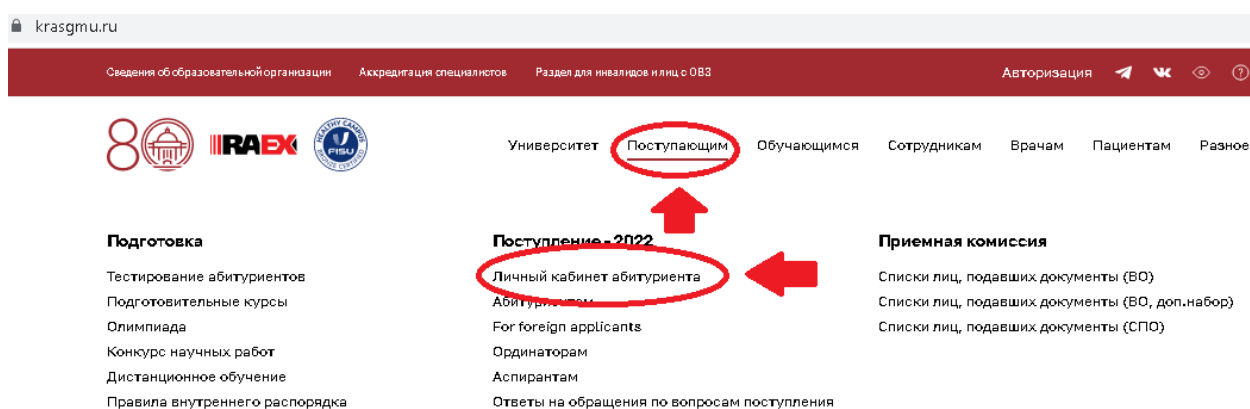 krasgmu.ru
Сведения об образовательной организации Аккредитация специалистов Раздел для инвалидов и лиц с ОВЗ Авторизация
80 RAEX HEALTHY CAMPUS FISU BRONZE CERTIFIED
Университет Поступающим Обучающимся Сотрудникам Врачам Пациентам Разное
Подготовка
Тестирование абитуриентов
Подготовительные курсы
Олимпиада
Конкурс научных работ
Дистанционное обучение
Правила внутреннего распорядка
Поступление - 2022
Личный кабинет абитуриента
Абитуриентам
For foreign applicants
Ординаторам
Аспирантам
Ответы на обращения по вопросам поступления
Приемная комиссия
Списки лиц, подавших документы (ВО)
Списки лиц, подавших документы (ВО, доп.набор)
Списки лиц, подавших документы (СПО)